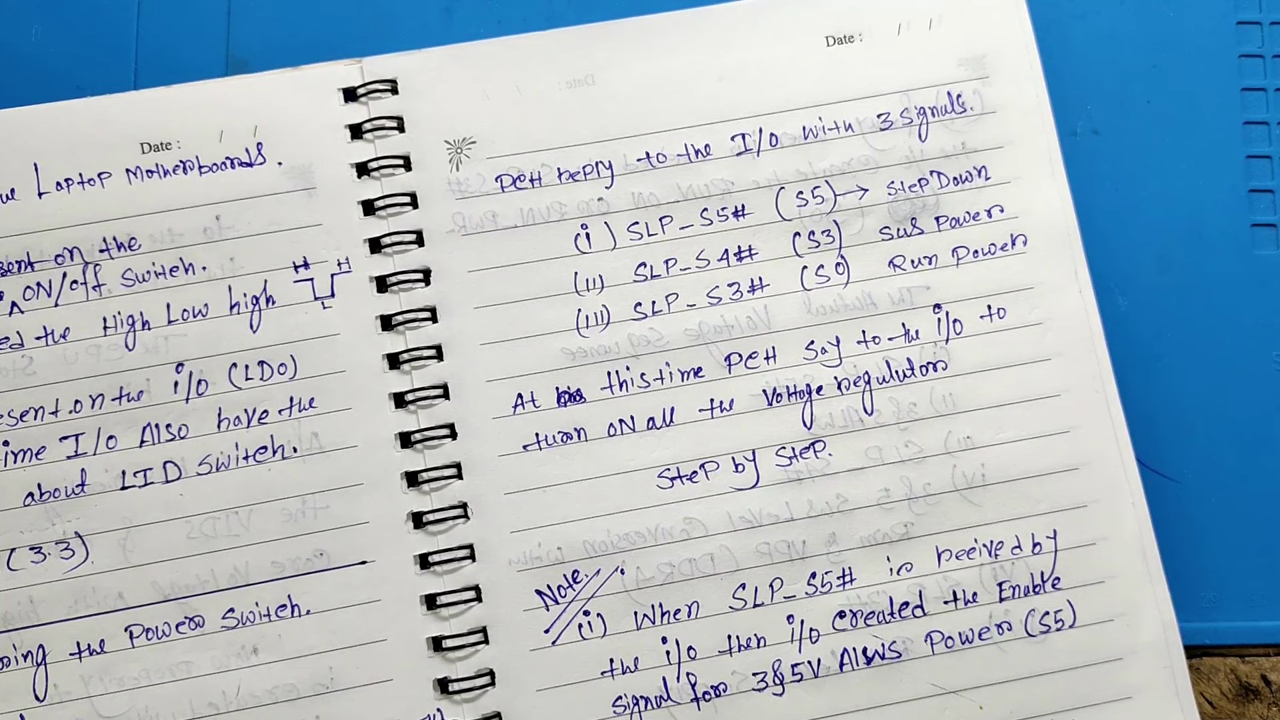 Date : / /
Laptop Motherboards.
sent on the
ON/off Switch.
the High Low high
H H
L
on the i/o (LDO)
I/o Also have the
about LID Switch.
(3.3)
the Power Switch.
Date : / /
PCH reply to the I/o with 3 Signals.
(i) SLP_S5# (S5) → Step Down
(ii) SLP_S4# (S3) Sus Power
(iii) SLP_S3# (S0) Run Power
At this time PCH Say to the i/o to
turn ON all the Voltage regulator
Step by Step.
Note.
(i) When SLP_S5# is reeived by
the i/o then i/o created the Enable
signal for 3&5V Alws Power (S5)